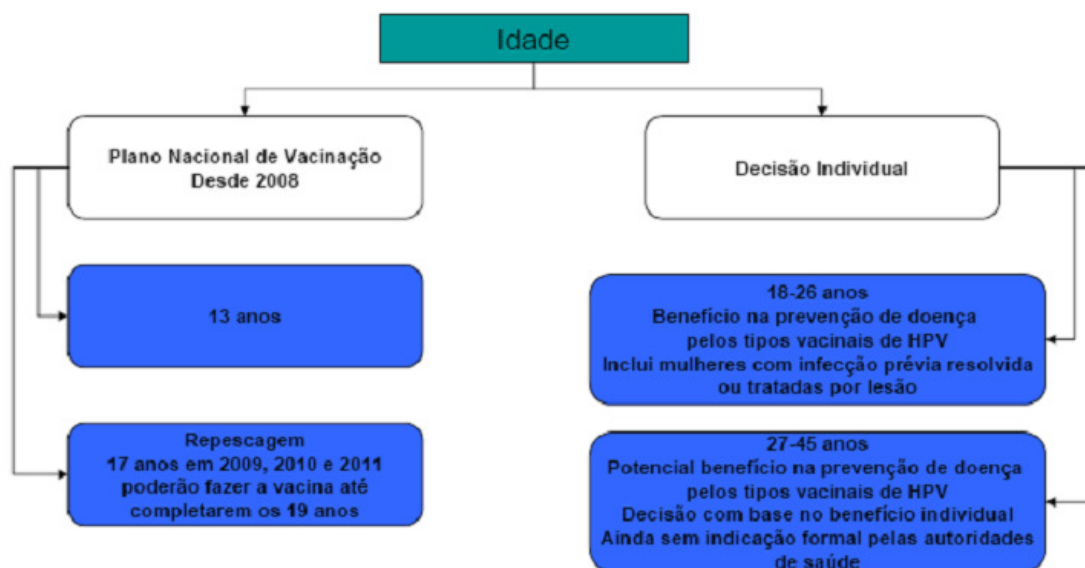 Idade
Plano Nacional de Vacinação
Desde 2008
Decisão Individual
13 anos
18-26 anos
Benefício na prevenção de doença
pelos tipos vacinais de HPV
Inclui mulheres com infecção prévia resolvida
ou tratadas por lesão
Repescagem
17 anos em 2009, 2010 e 2011
poderão fazer a vacina até
completarem os 19 anos
27-45 anos
Potencial benefício na prevenção de doença
pelos tipos vacinais de HPV
Decisão com base no benefício individual
Ainda sem indicação formal pelas autoridades
de saúde